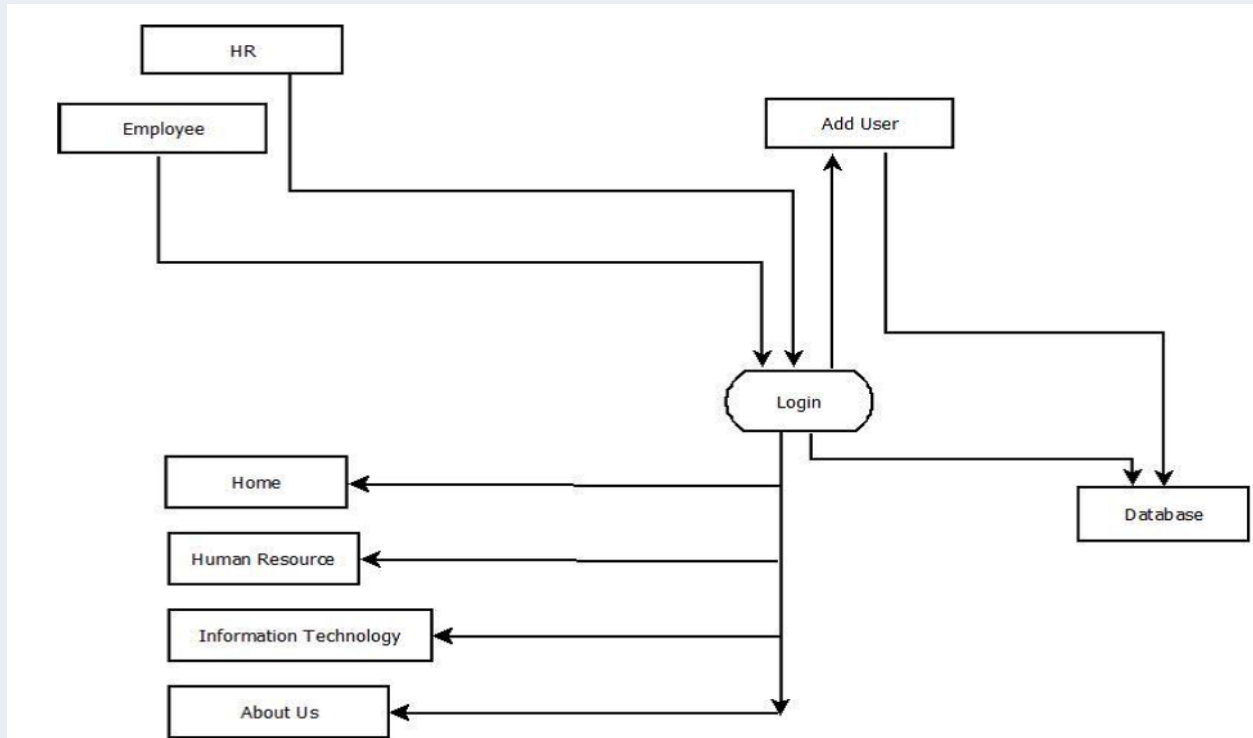 HR
Employee
Add User
Login
Home
Database
Human Resource
Information Technology
About Us